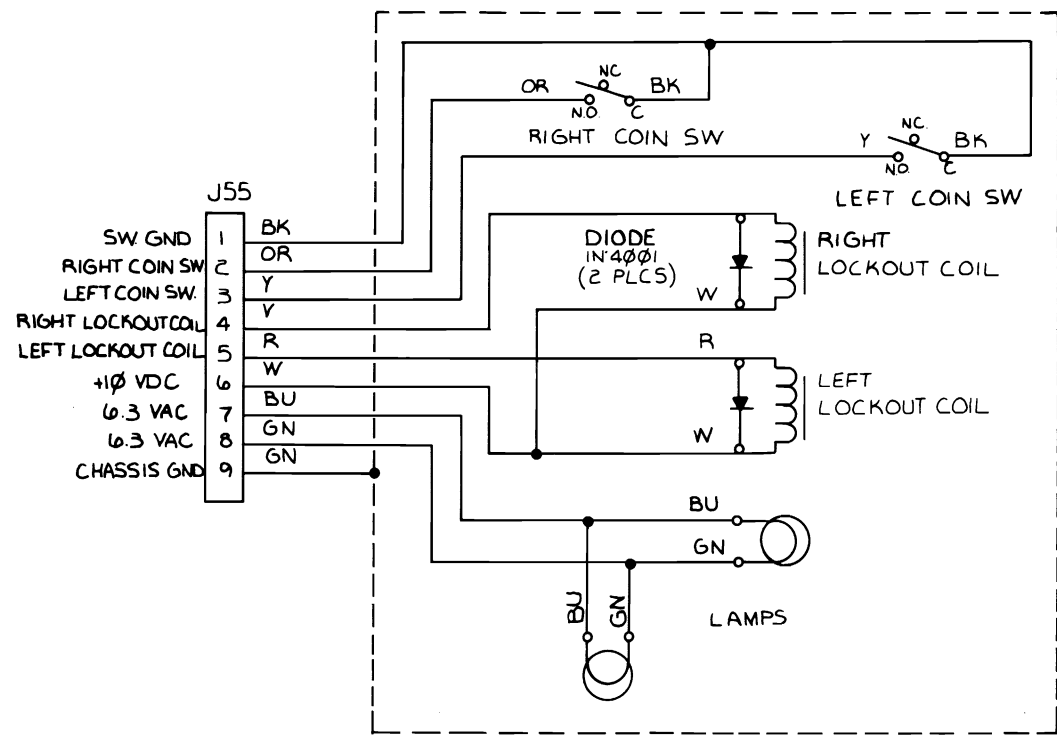 NC
OR
BK
N.O.
C
RIGHT COIN SW
NC.
Y
BK
N.O.
C
LEFT COIN SW
J55
SW. GND 1 BK
RIGHT COIN SW 2 OR
LEFT COIN SW. 3 Y
RIGHT LOCKOUT COIL 4 V
LEFT LOCKOUT COIL 5 R
+1Ø VDC 6 W
6.3 VAC 7 BU
6.3 VAC 8 GN
CHASSIS GND 9 GN
DIODE
IN4ØØ1
(2 PLCS)
W
RIGHT
LOCKOUT COIL
R
LEFT
LOCKOUT COIL
W
BU
GN
BU
GN
LAMPS